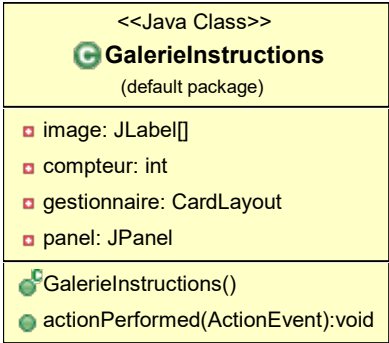 <<Java Class>>
GalerieInstructions
(default package)
image: JLabel[]
compteur: int
gestionnaire: CardLayout
panel: JPanel
GalerieInstructions()
actionPerformed(ActionEvent):void